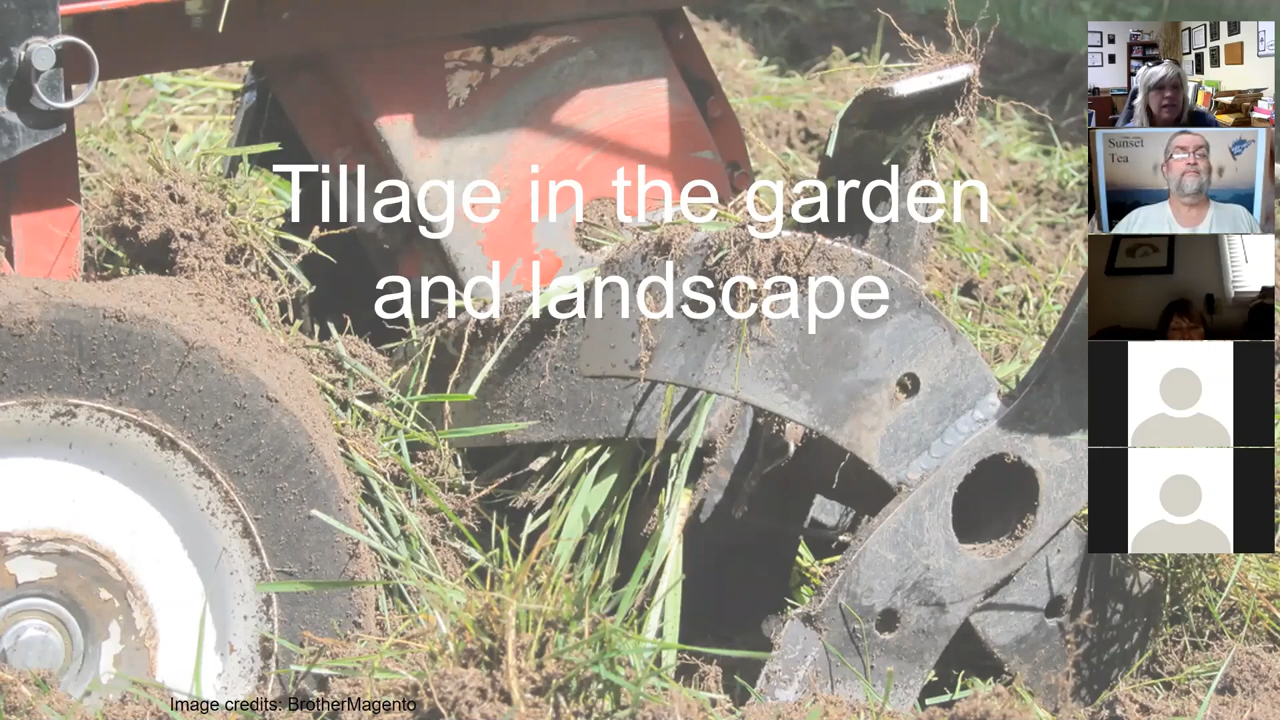 Tillage in the garden
and landscape
Sunset
Tea
Image credits: BrotherMagento